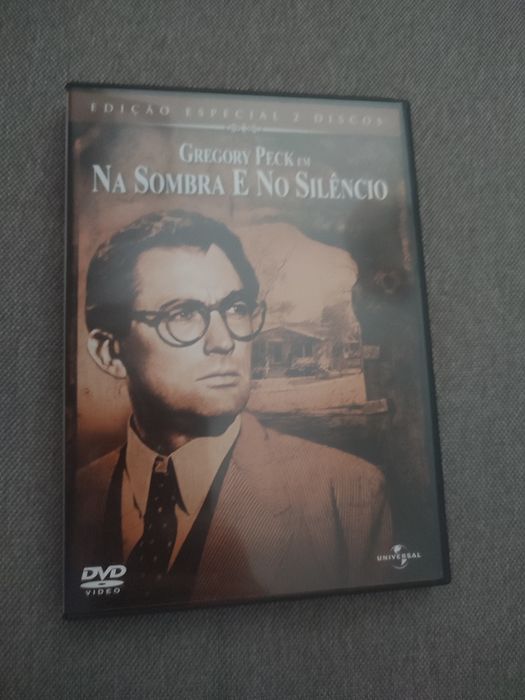 EDIÇÃO ESPECIAL 2 DISCOS
GREGORY PECK EM
NA SOMBRA E NO SILÊNCIO
DVD
VIDEO
UNIVERSAL